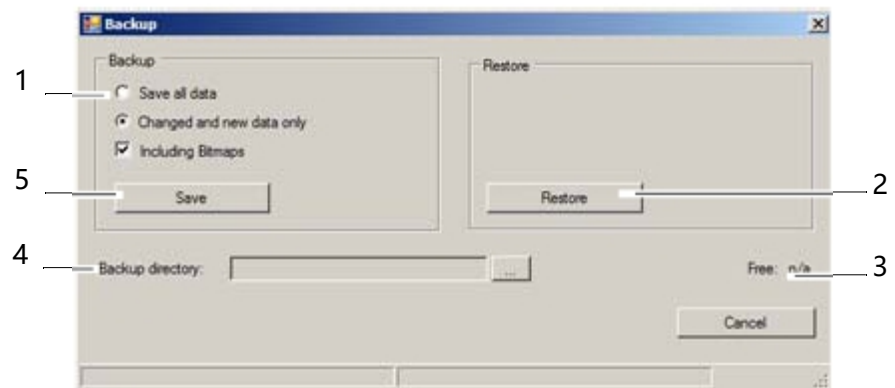 Backup
Backup
Restore
1
Save all data
Changed and new data only
Including Bitmaps
5
Save
Restore
2
4
Backup directory:
...
Free: n/a
3
Cancel